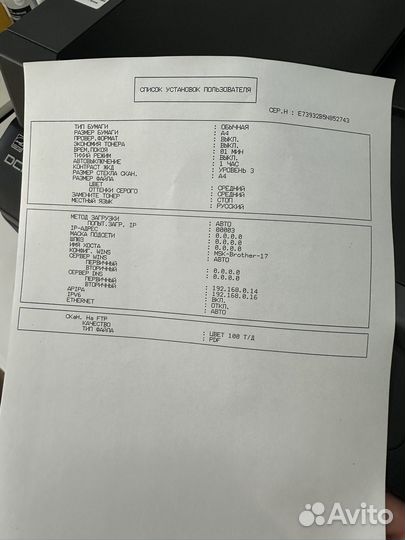 СПИСОК УСТАНОВОК ПОЛЬЗОВАТЕЛЯ
СЕР.Н : E73932B5N852743
ТИП БУМАГИ : ОБЫЧНАЯ
РАЗМЕР БУМАГИ : A4
ПРОВЕР.ФОРМАТ : ВЫКЛ.
ЭКОНОМИЯ ТОНЕРА : ВЫКЛ.
ВРЕМ.ПОКОЯ : 01 МИН
ТИХИЙ РЕЖИМ : ВЫКЛ.
АВТОВЫКЛЮЧЕНИЕ : 1 ЧАС
КОНТРАСТ ЖКД : УРОВЕНЬ 3
РАЗМЕР СТЕКЛА СКАН. : A4
РАЗМЕР ФАЙЛА
ЦВЕТ : СРЕДНИЙ
ОТТЕНКИ СЕРОГО : СРЕДНИЙ
ЗАМЕНИТЕ ТОНЕР : СТОП
МЕСТНЫЙ ЯЗЫК : РУССКИЙ
МЕТОД ЗАГРУЗКИ : АВТО
ПОПЫТ.ЗАГР. IP : 00003
IP-АДРЕС : 0.0.0.0
МАСКА ПОДСЕТИ : 0.0.0.0
ШЛЮЗ : 0.0.0.0
ИМЯ ХОСТА : MSK-Brother-17
КОНФИГ. WINS : АВТО
СЕРВЕР WINS
ПЕРВИЧНЫЙ : 0.0.0.0
ВТОРИЧНЫЙ : 0.0.0.0
СЕРВЕР DNS
ПЕРВИЧНЫЙ : 192.168.0.14
ВТОРИЧНЫЙ : 192.168.0.16
APIPA : ВКЛ.
IPV6 : ОТКЛ.
ETHERNET : АВТО
СКАН. На FTP
КАЧЕСТВО : ЦВЕТ 100 Т/Д
ТИП ФАЙЛА : PDF
Avito